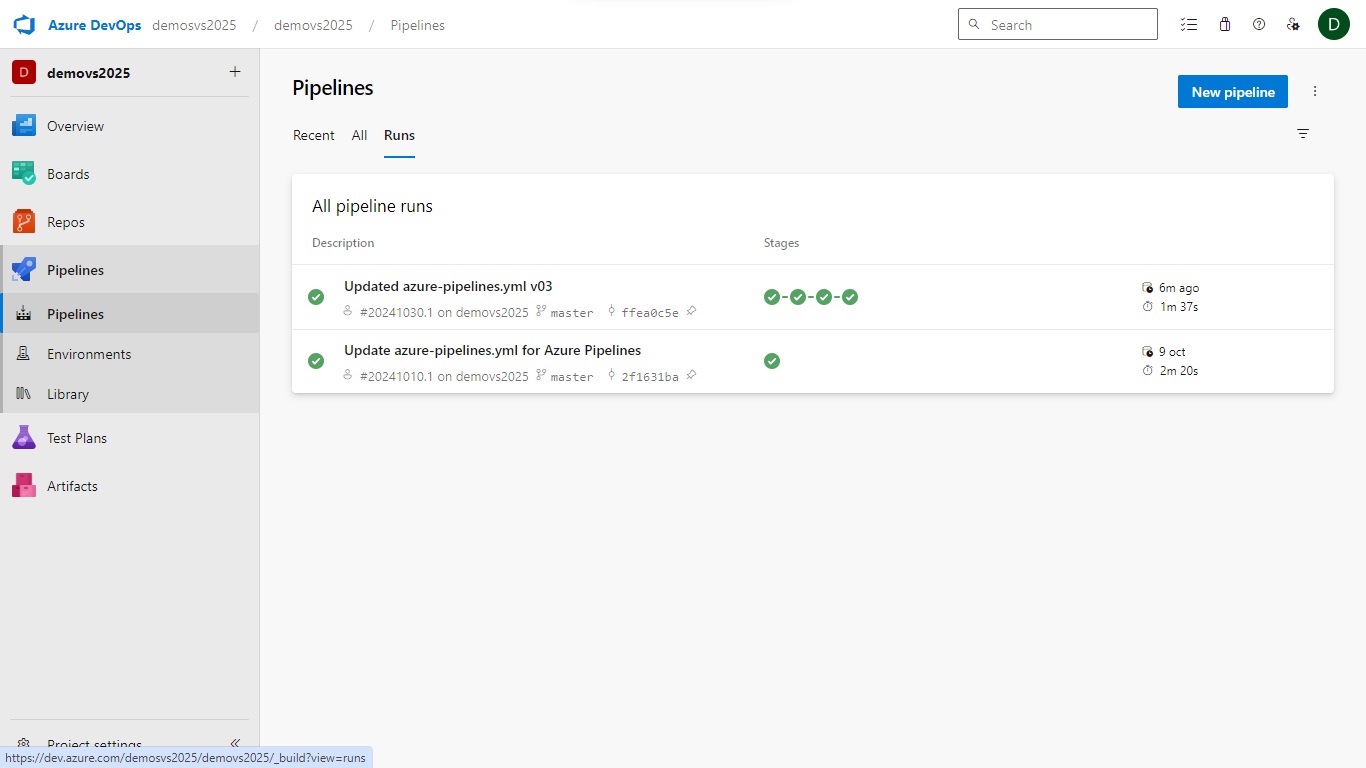 Azure DevOps demosvs2025 / demovs2025 / Pipelines
Search
D
D demovs2025
Overview
Boards
Repos
Pipelines
Pipelines
Environments
Library
Test Plans
Artifacts
Project settings
https://dev.azure.com/demosvs2025/demovs2025/_build?view=runs
Pipelines
New pipeline
Recent All Runs
All pipeline runs
Description Stages
Updated azure-pipelines.yml v03
#20241030.1 on demovs2025 master ffea0c5e
6m ago
1m 37s
Update azure-pipelines.yml for Azure Pipelines
#20241010.1 on demovs2025 master 2f1631ba
9 oct
2m 20s